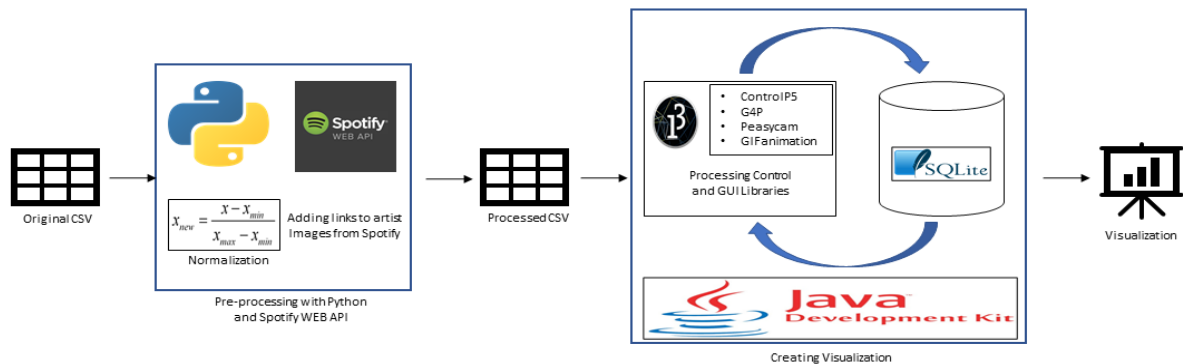 Original CSV
Spotify
WEB API
x_new = (x − x_min) / (x_max − x_min)
Normalization
Adding links to artist
Images from Spotify
Pre-processing with Python
and Spotify WEB API
Processed CSV
• ControlP5
• G4P
• Peasycam
• GIFanimation
Processing Control
and GUI Libraries
SQLite
Java
Development Kit
Creating Visualization
Visualization